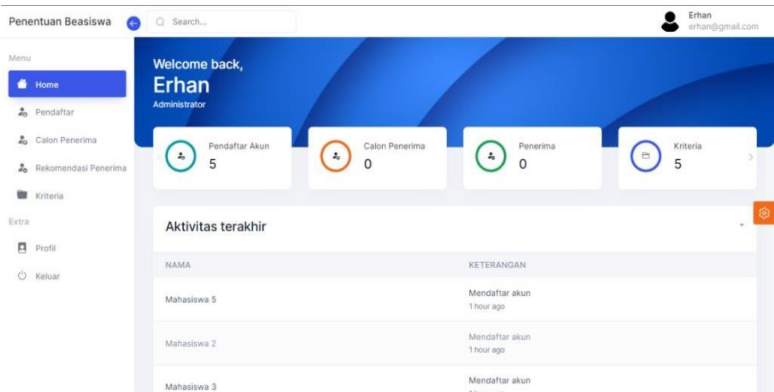 Penentuan Beasiswa
Search...
Erhan
erhan@gmail.com
Menu
Home
Pendaftar
Calon Penerima
Rekomendasi Penerima
Kriteria
Extra
Profil
Keluar
Welcome back,
Erhan
Administrator
Pendaftar Akun
5
Calon Penerima
0
Penerima
0
Kriteria
5
Aktivitas terakhir
NAMA KETERANGAN
Mahasiswa 5 Mendaftar akun
1 hour ago
Mahasiswa 2 Mendaftar akun
1 hour ago
Mahasiswa 3 Mendaftar akun